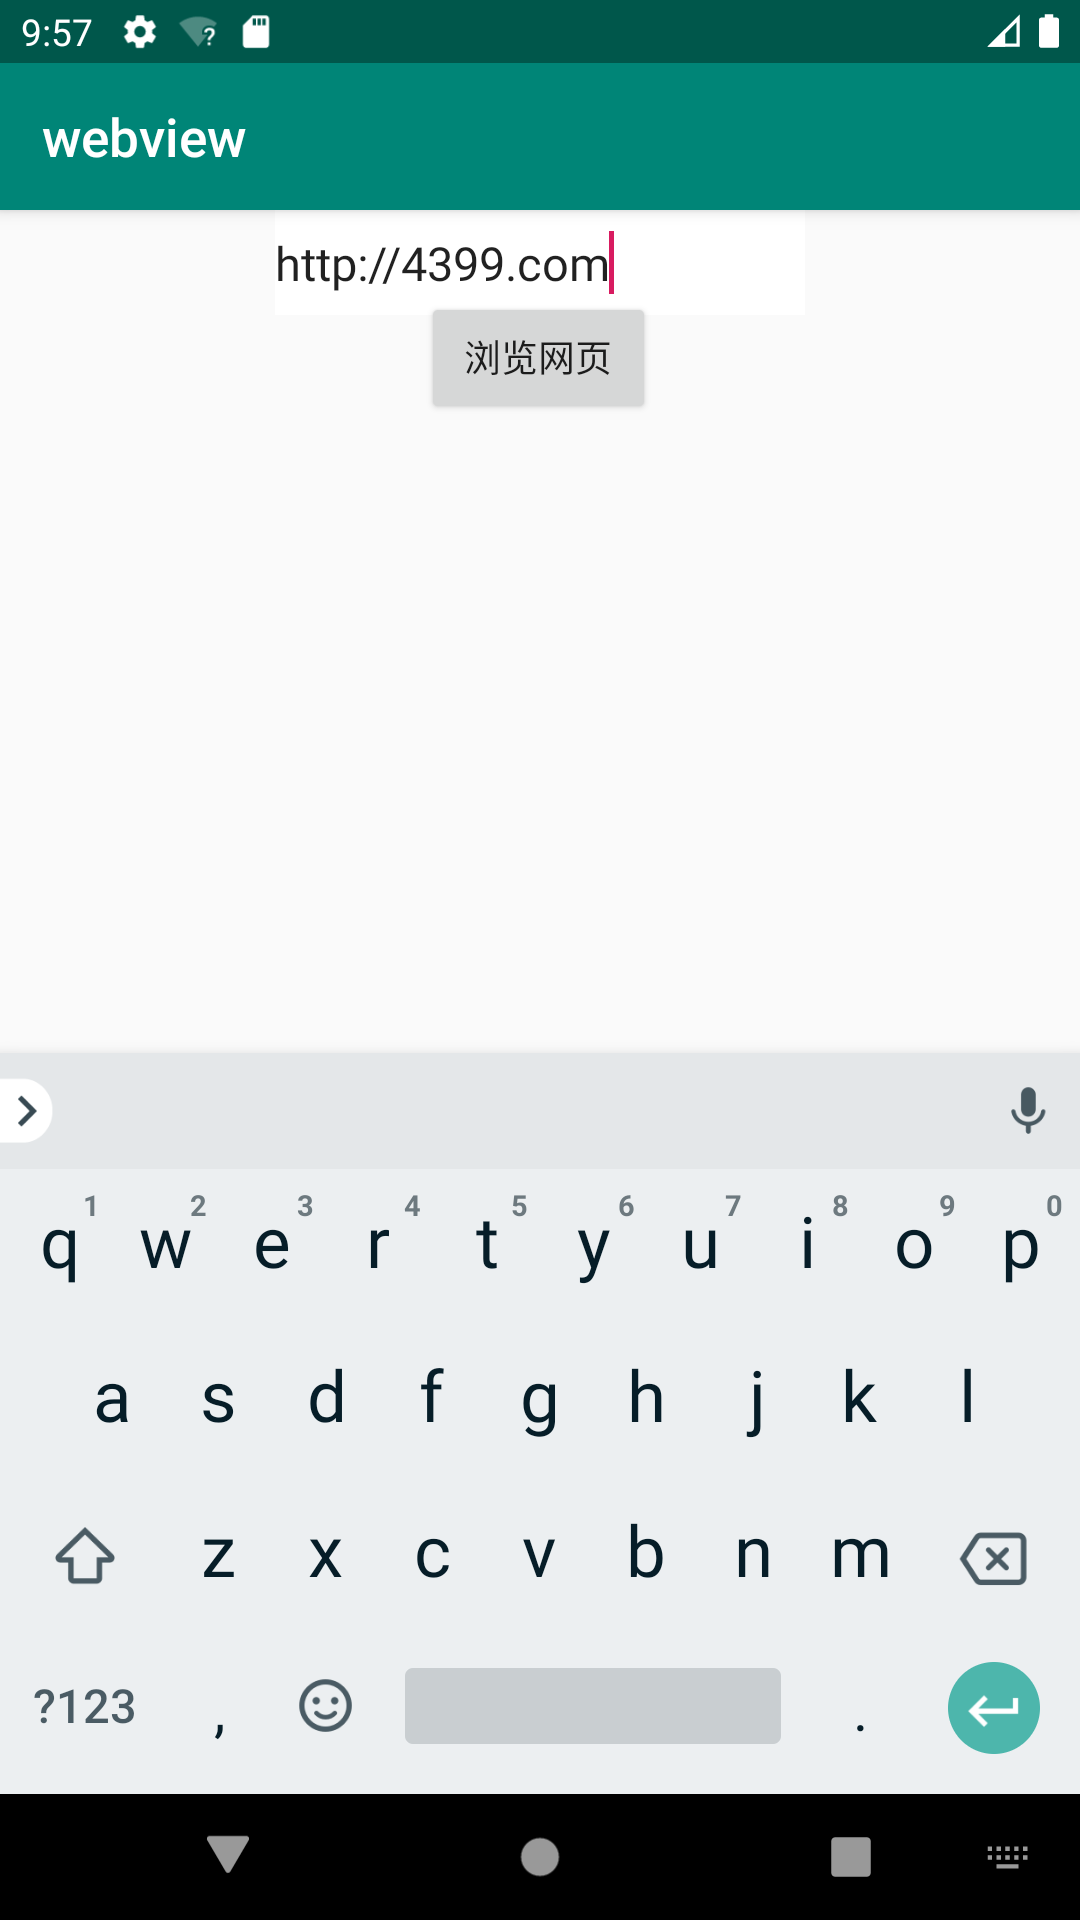 9:57
webview
http://4399.com
浏览网页
1 2 3 4 5 6 7 8 9 0
q w e r t y u i o p
a s d f g h j k l
z x c v b n m
?123 , .